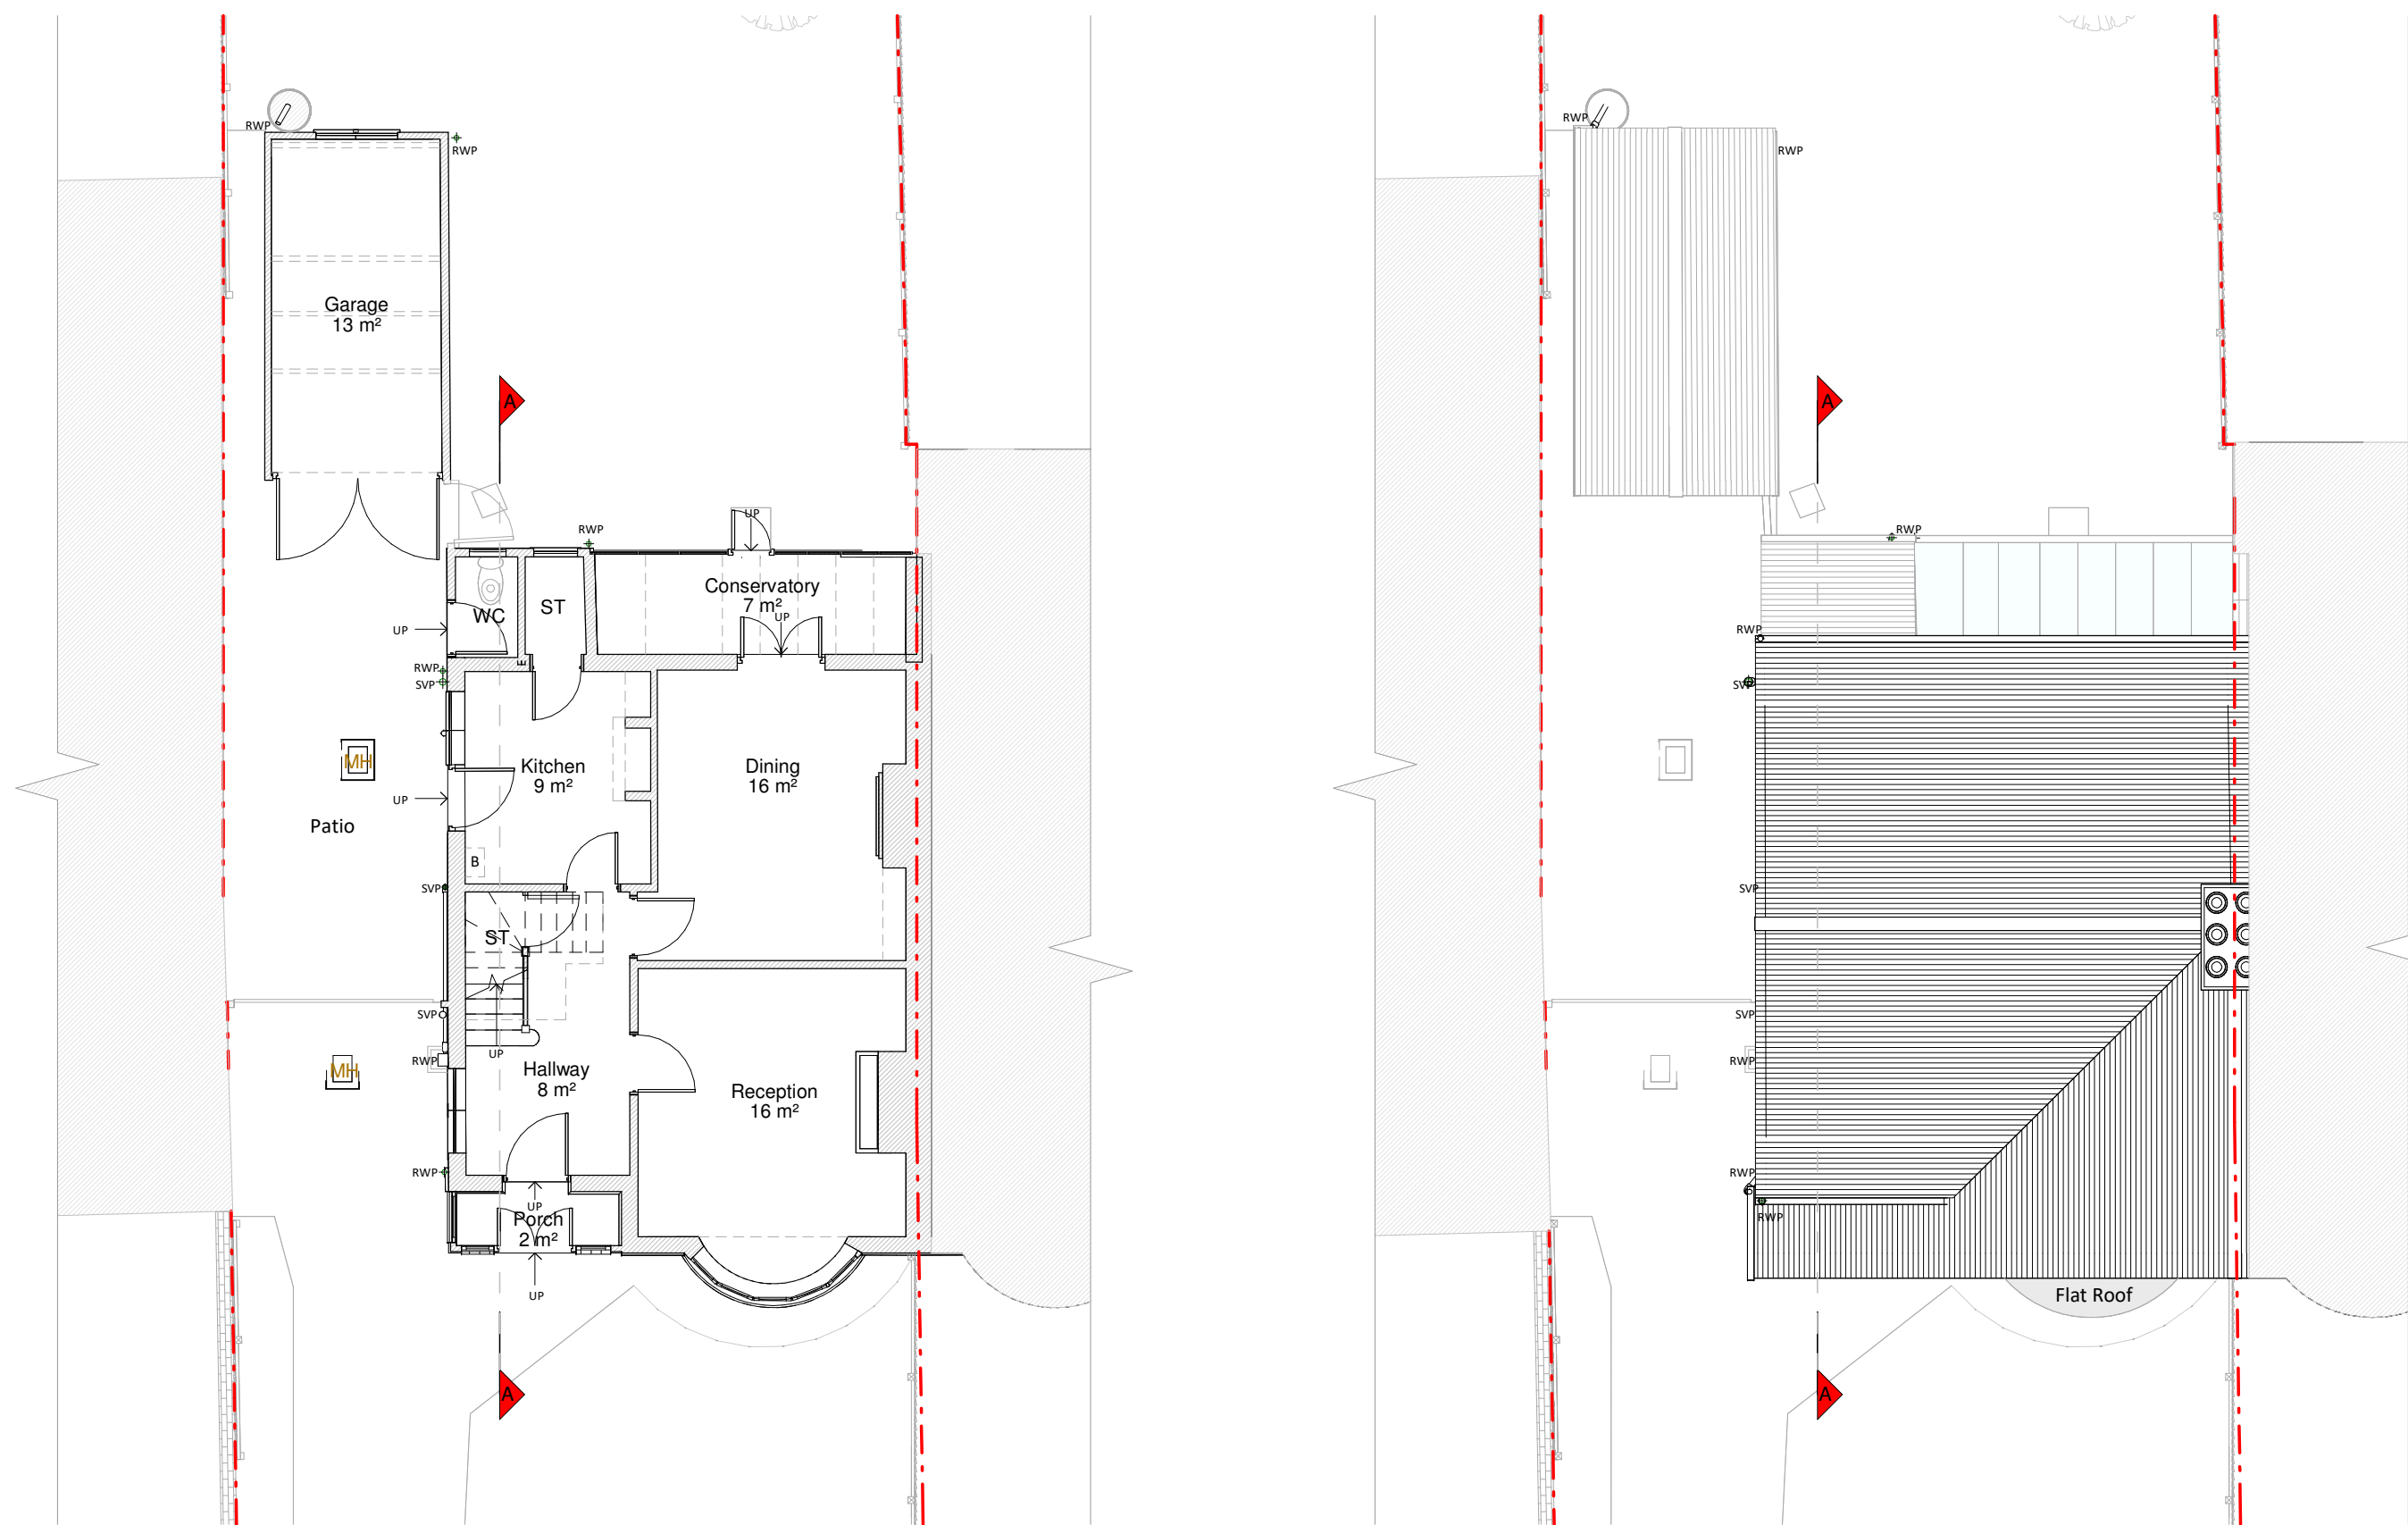 RWP
RWP
Garage
13 m²
A
RWP
UP
Conservatory
7 m²
UP
WC
ST
UP
E
RWP
SVP
MH
Kitchen
9 m²
Dining
16 m²
UP
Patio
B
SVP
ST
SVP
UP
RWP
MH
Hallway
8 m²
Reception
16 m²
RWP
UP
Porch
2 m²
UP
A
RWP
RWP
A
RWP
RWP
SVP
SVP
SVP
RWP
RWP
RWP
Flat Roof
A